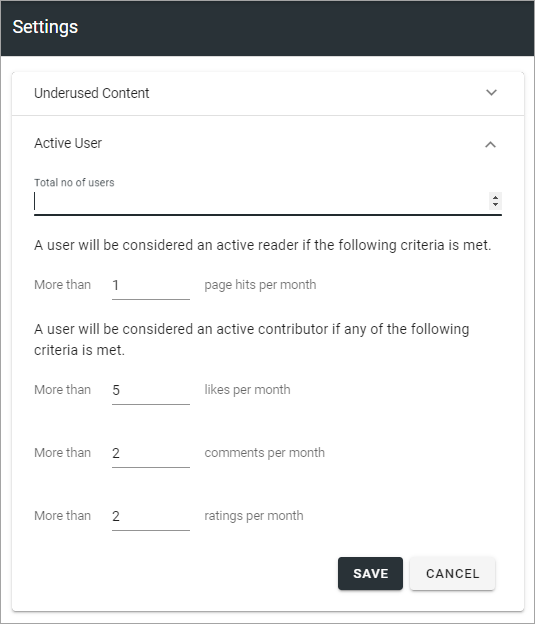 Settings
Underused Content
Active User
Total no of users
A user will be considered an active reader if the following criteria is met.
More than 1 page hits per month
A user will be considered an active contributor if any of the following
criteria is met.
More than 5 likes per month
More than 2 comments per month
More than 2 ratings per month
SAVE CANCEL